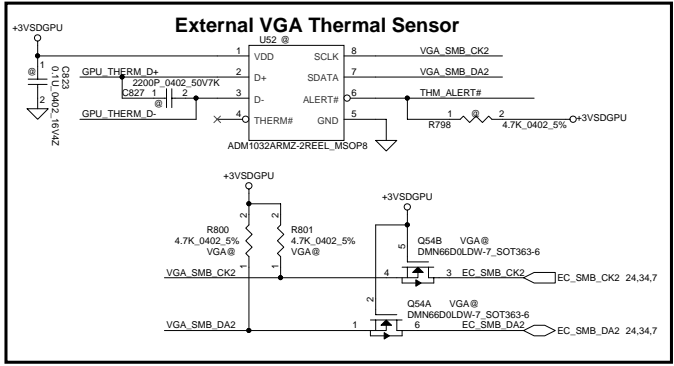 External VGA Thermal Sensor
+3VSDGPU
U52 @
1 VDD SCLK 8 VGA_SMB_CK2
GPU_THERM_D+ 2 D+ SDATA 7 VGA_SMB_DA2
2200P_0402_50V7K
C827 1 2
@
3 D- ALERT# 6 THM_ALERT#
GPU_THERM_D-
4 THERM# GND 5
1 @ 2 +3VSDGPU
R798 4.7K_0402_5%
ADM1032ARMZ-2REEL_MSOP8
1
@
2
C823
0.1U_0402_16V4Z
+3VSDGPU
+3VSDGPU
2 2
R800 R801
4.7K_0402_5% 4.7K_0402_5%
VGA@ VGA@
1 1
5
Q54B VGA@
DMN66D0LDW-7_SOT363-6
VGA_SMB_CK2 4 3 EC_SMB_CK2 EC_SMB_CK2 24,34,7
2
Q54A VGA@
DMN66D0LDW-7_SOT363-6
VGA_SMB_DA2 1 6 EC_SMB_DA2 EC_SMB_DA2 24,34,7